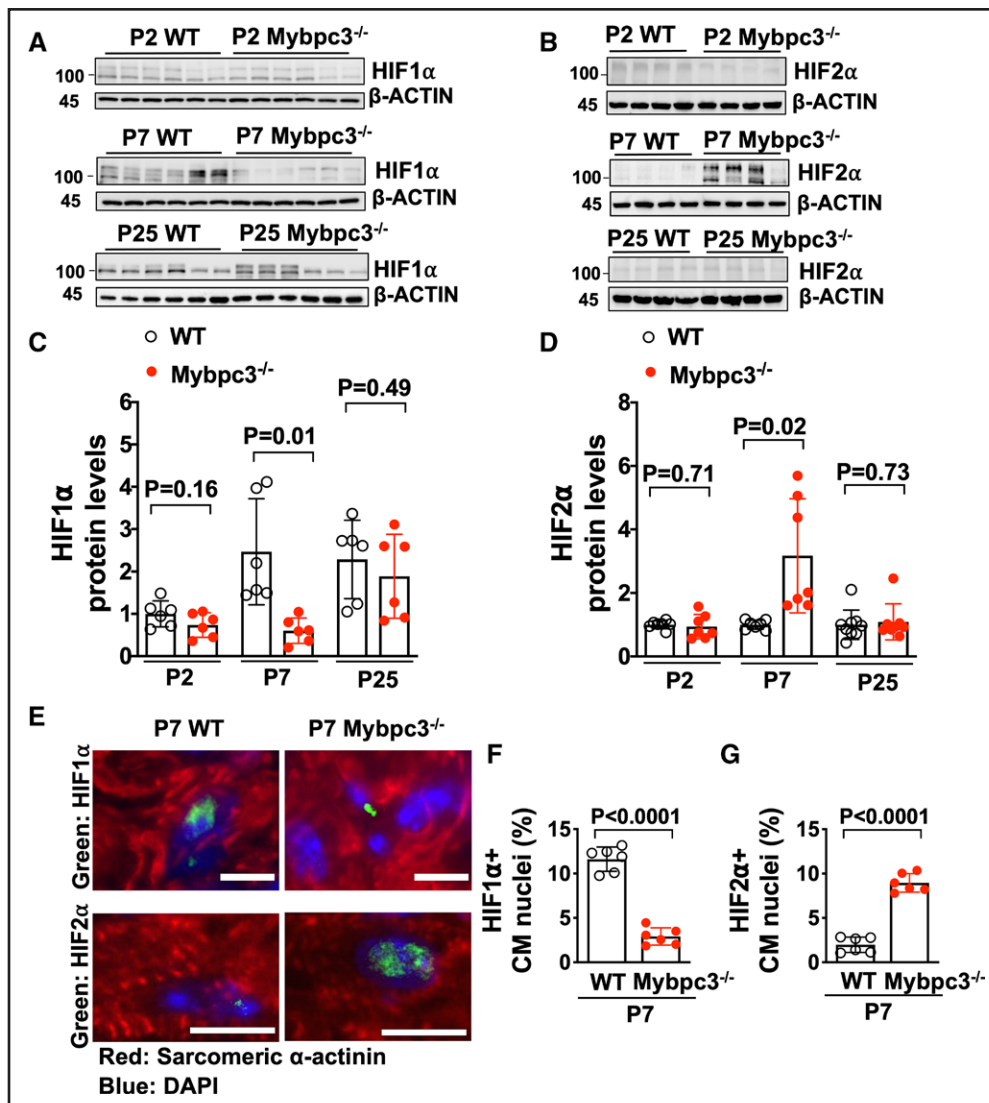 A
P2 WT P2 Mybpc3-/-
100
HIF1α
45
β-ACTIN
P7 WT P7 Mybpc3-/-
100
HIF1α
45
β-ACTIN
P25 WT P25 Mybpc3-/-
100
HIF1α
45
β-ACTIN
B
P2 WT P2 Mybpc3-/-
100
HIF2α
45
β-ACTIN
P7 WT P7 Mybpc3-/-
100
HIF2α
45
β-ACTIN
P25 WT P25 Mybpc3-/-
100
HIF2α
45
β-ACTIN
C
WT
Mybpc3-/-
HIF1α
protein levels
6
5
4
3
2
1
0
P=0.16
P=0.01
P=0.49
P2 P7 P25
D
WT
Mybpc3-/-
HIF2α
protein levels
8
6
4
2
0
P=0.71
P=0.02
P=0.73
P2 P7 P25
E
P7 WT P7 Mybpc3-/-
Green: HIF1α
Green: HIF2α
Red: Sarcomeric α-actinin
Blue: DAPI
F
HIF1α+
CM nuclei (%)
P<0.0001
15
10
5
0
WT Mybpc3-/-
P7
G
HIF2α+
CM nuclei (%)
P<0.0001
15
10
5
0
WT Mybpc3-/-
P7